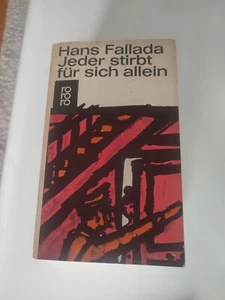 Hans Fallada
Jeder stirbt
für sich allein
ro
ro
ro